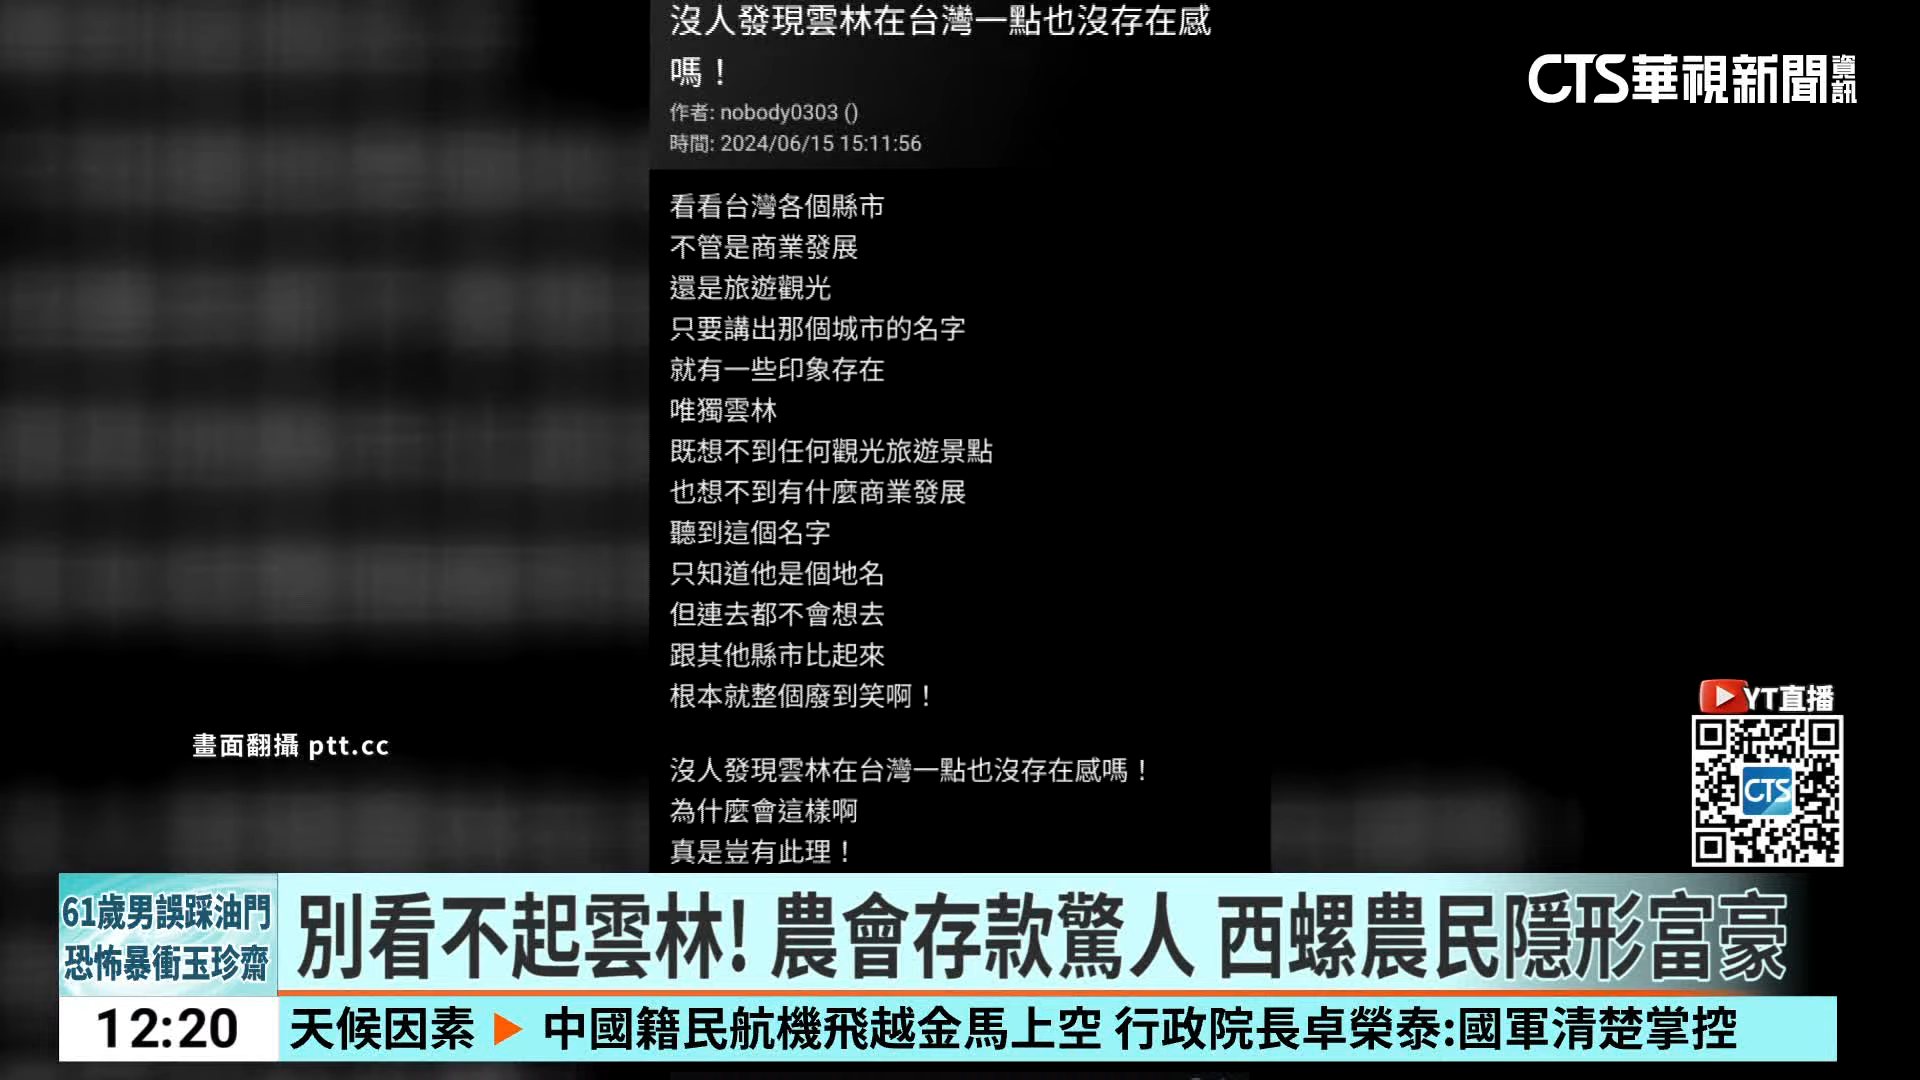 沒人發現雲林在台灣一點也沒存在感
嗎！
作者: nobody0303 ()
時間: 2024/06/15 15:11:56
看看台灣各個縣市
不管是商業發展
還是旅遊觀光
只要講出那個城市的名字
就有一些印象存在
唯獨雲林
既想不到任何觀光旅遊景點
也想不到有什麼商業發展
聽到這個名字
只知道他是個地名
但連去都不會想去
跟其他縣市比起來
根本就整個廢到笑啊！
沒人發現雲林在台灣一點也沒存在感嗎！
為什麼會這樣啊
真是豈有此理！
CTS華視新聞資訊
畫面翻攝 ptt.cc
YT直播
CTS
61歲男誤踩油門
恐怖暴衝玉珍齋
別看不起雲林! 農會存款驚人 西螺農民隱形富豪
12:20
天候因素 ▶ 中國籍民航機飛越金馬上空 行政院長卓榮泰:國軍清楚掌控